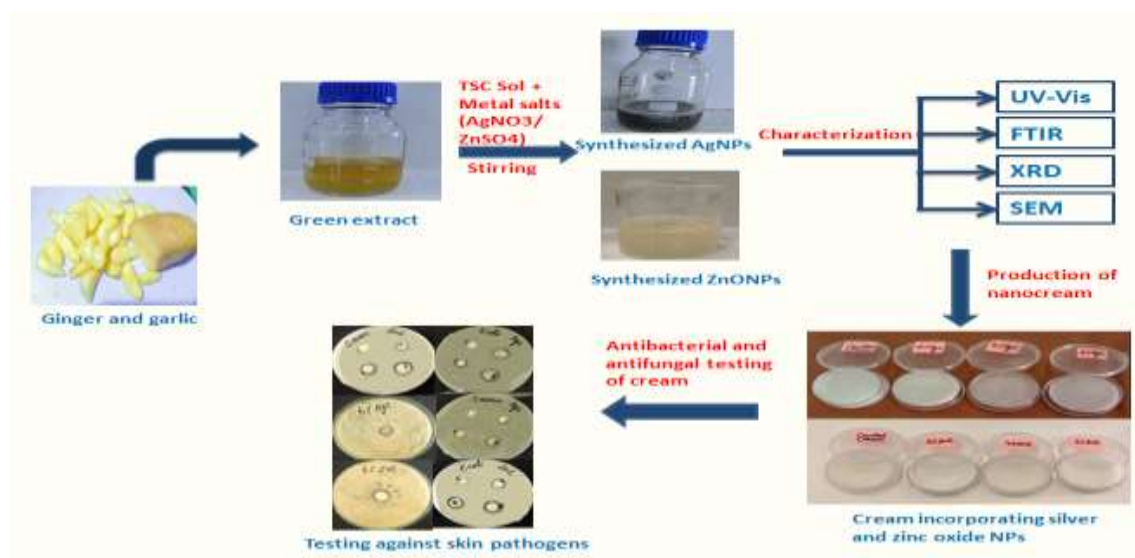 Ginger and garlic
Green extract
TSC Sol +
Metal salts
(AgNO3/
ZnSO4)
Stirring
Synthesized AgNPs
Synthesized ZnONPs
Characterization
UV-Vis
FTIR
XRD
SEM
Production of
nanocream
Cream incorporating silver
and zinc oxide NPs
Antibacterial and
antifungal testing
of cream
Testing against skin pathogens